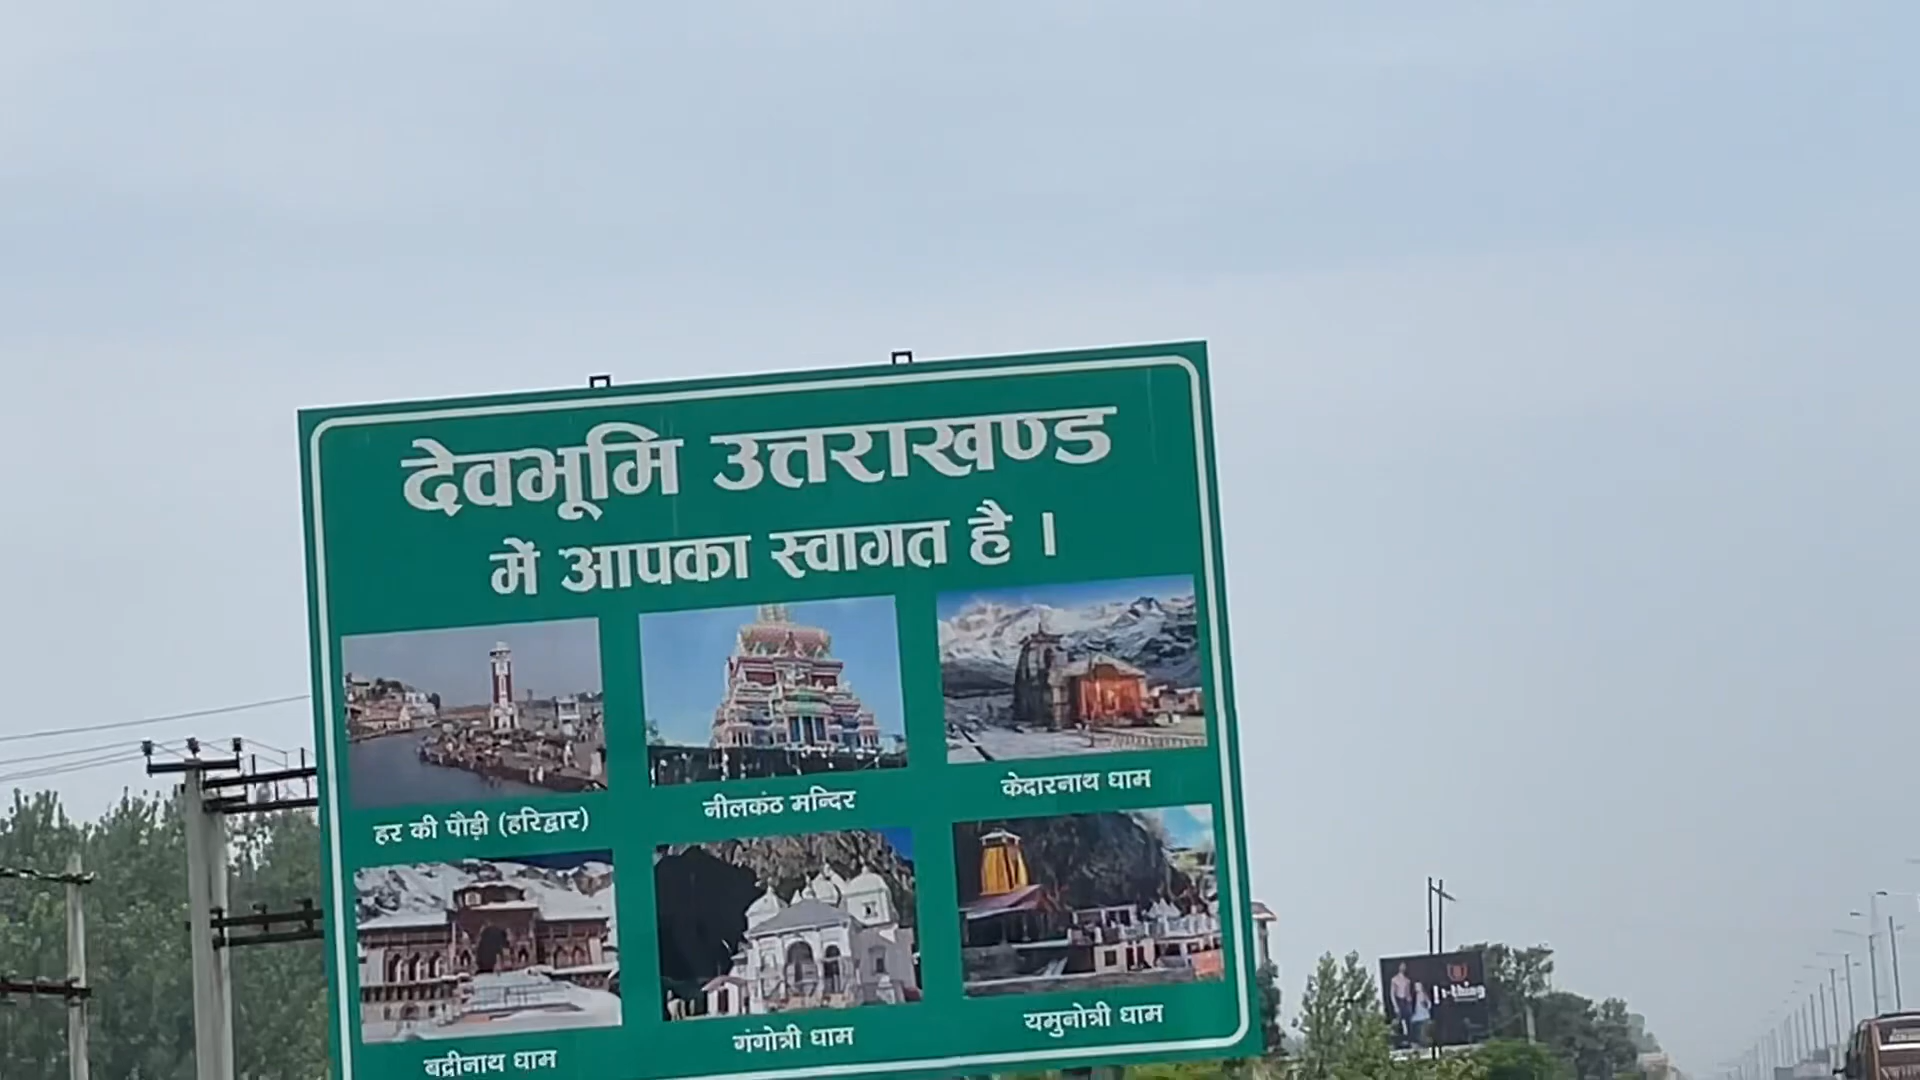 देवभूमि उत्तराखण्ड
में आपका स्वागत है ।
हर की पौड़ी (हरिद्वार)
नीलकंठ मन्दिर
केदारनाथ धाम
बद्रीनाथ धाम
गंगोत्री धाम
यमुनोत्री धाम